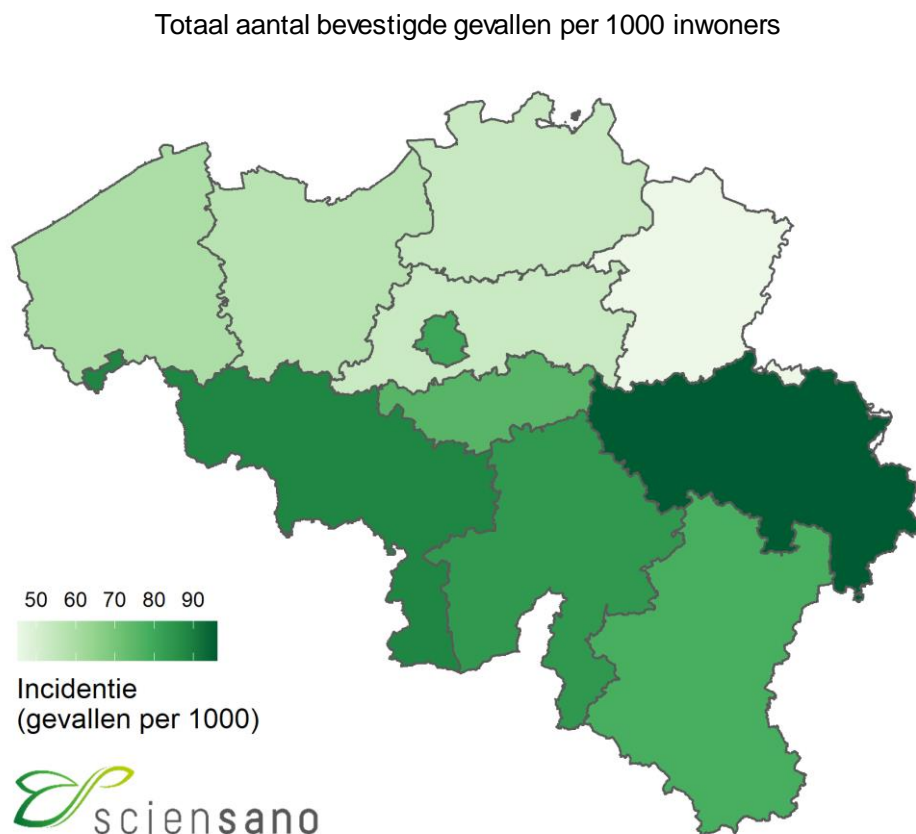 Totaal aantal bevestigde gevallen per 1000 inwoners
50 60 70 80 90
Incidentie
(gevallen per 1000)
sciensano